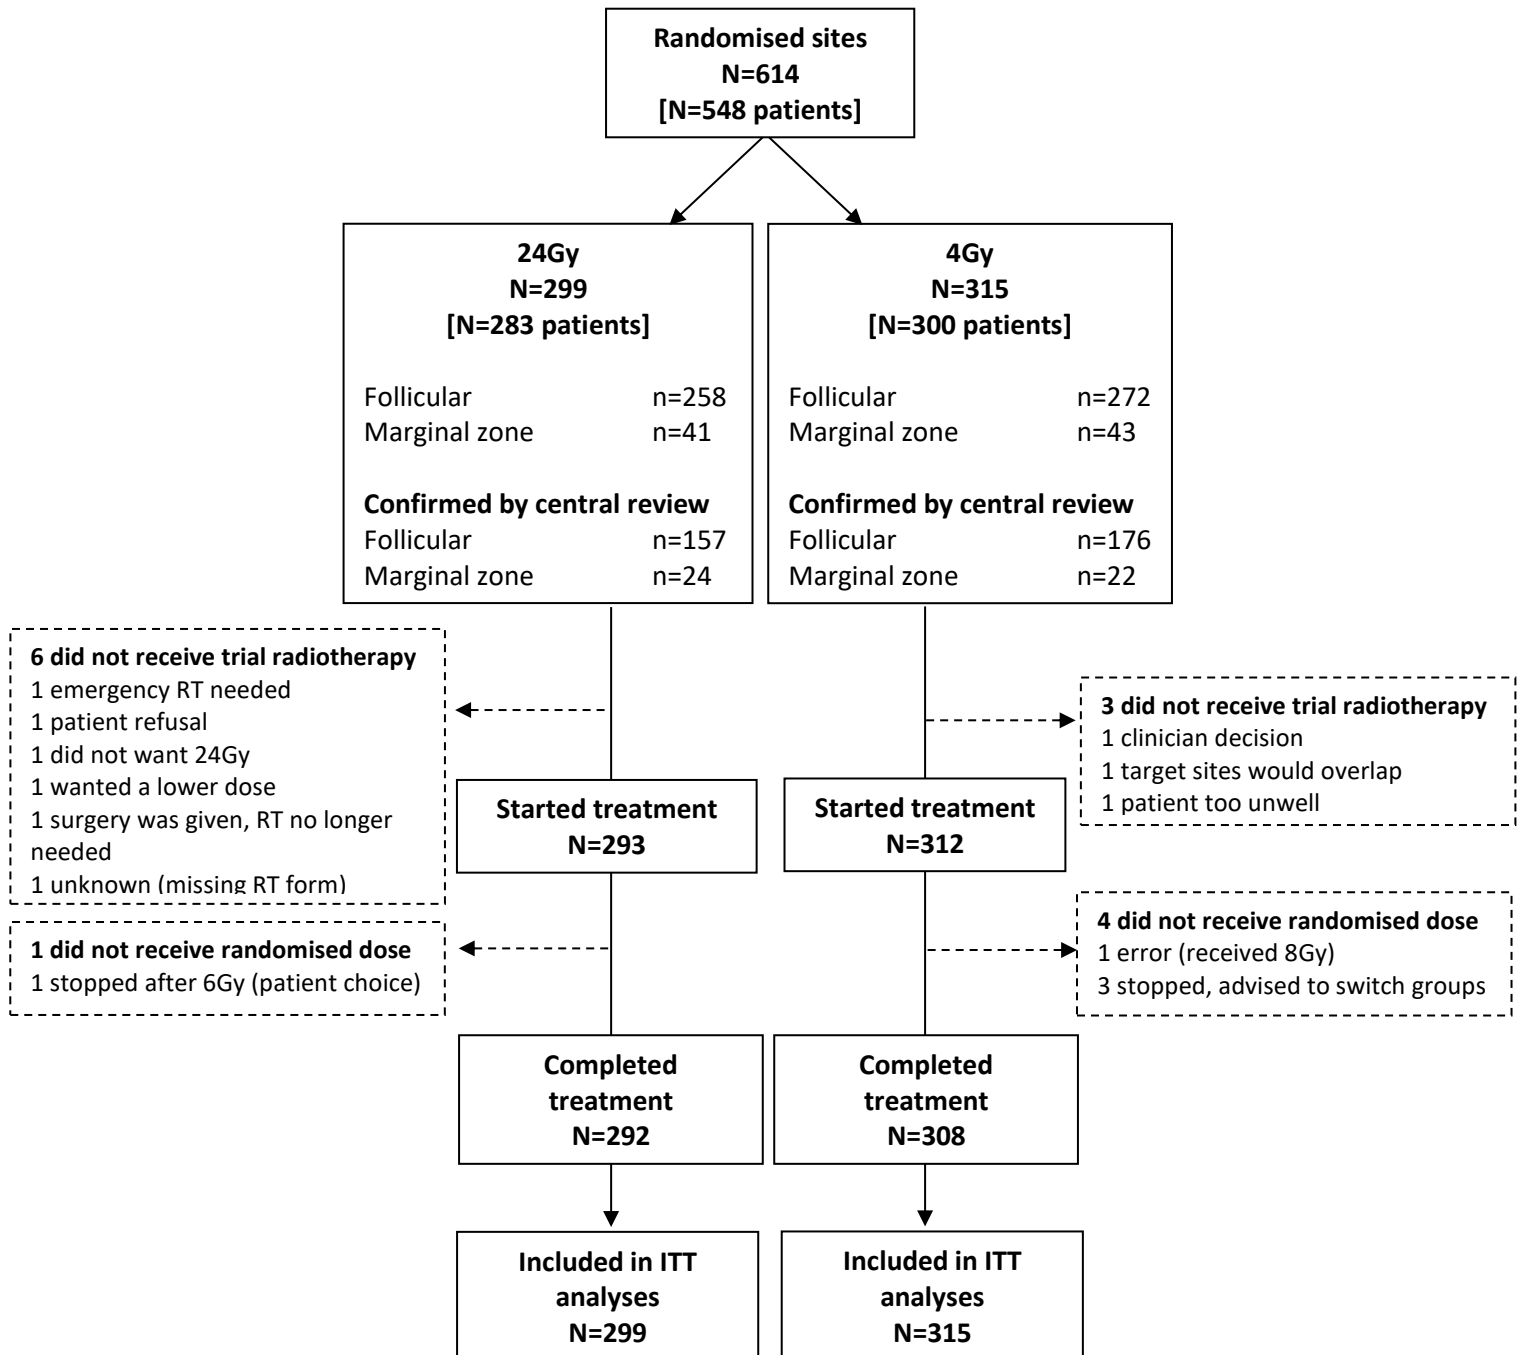 Randomised sites
N=614
[N=548 patients]
24Gy
N=299
[N=283 patients]
Follicular n=258
Marginal zone n=41
Confirmed by central review
Follicular n=157
Marginal zone n=24
4Gy
N=315
[N=300 patients]
Follicular n=272
Marginal zone n=43
Confirmed by central review
Follicular n=176
Marginal zone n=22
6 did not receive trial radiotherapy
1 emergency RT needed
1 patient refusal
1 did not want 24Gy
1 wanted a lower dose
1 surgery was given, RT no longer
needed
1 unknown (missing RT form)
3 did not receive trial radiotherapy
1 clinician decision
1 target sites would overlap
1 patient too unwell
Started treatment
N=293
Started treatment
N=312
1 did not receive randomised dose
1 stopped after 6Gy (patient choice)
4 did not receive randomised dose
1 error (received 8Gy)
3 stopped, advised to switch groups
Completed
treatment
N=292
Completed
treatment
N=308
Included in ITT
analyses
N=299
Included in ITT
analyses
N=315